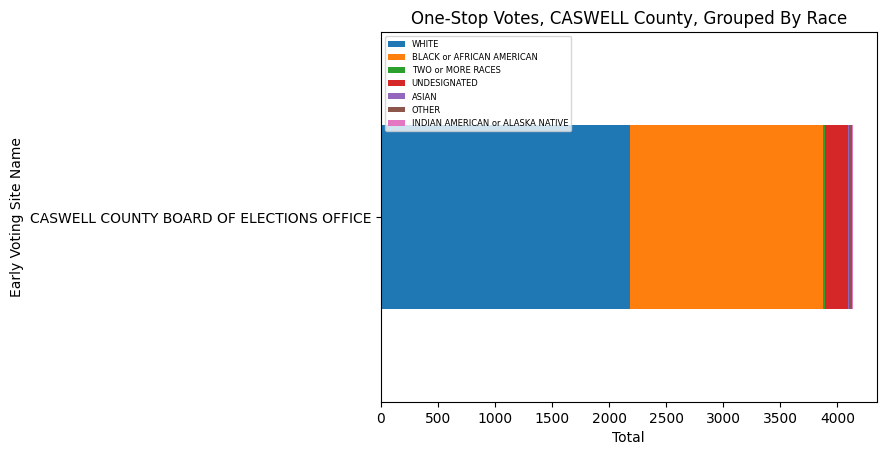 One-Stop Votes, CASWELL County, Grouped By Race
WHITE
BLACK or AFRICAN AMERICAN
TWO or MORE RACES
UNDESIGNATED
ASIAN
OTHER
INDIAN AMERICAN or ALASKA NATIVE
Early Voting Site Name
CASWELL COUNTY BOARD OF ELECTIONS OFFICE
0 500 1000 1500 2000 2500 3000 3500 4000
Total